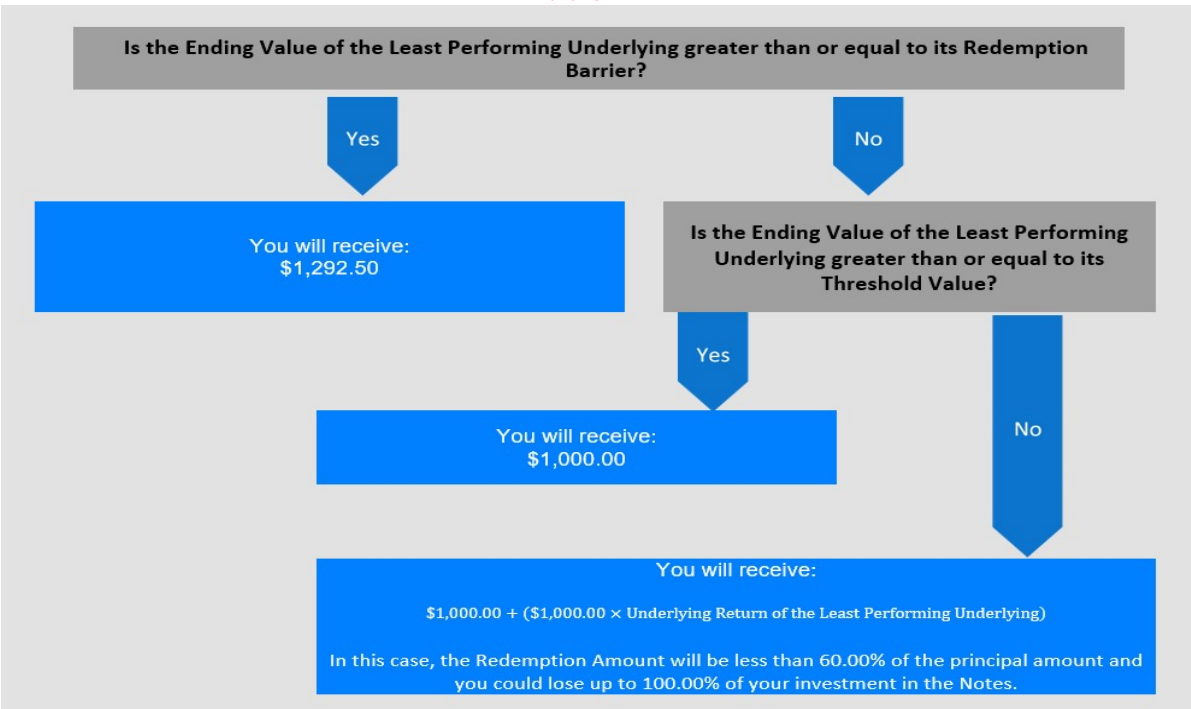 Is the Ending Value of the Least Performing Underlying greater than or equal to its Redemption
Barrier?
Yes
No
You will receive:
$1,292.50
Is the Ending Value of the Least Performing
Underlying greater than or equal to its
Threshold Value?
Yes
No
You will receive:
$1,000.00
You will receive:
$1,000.00 + ($1,000.00 × Underlying Return of the Least Performing Underlying)
In this case, the Redemption Amount will be less than 60.00% of the principal amount and
you could lose up to 100.00% of your investment in the Notes.